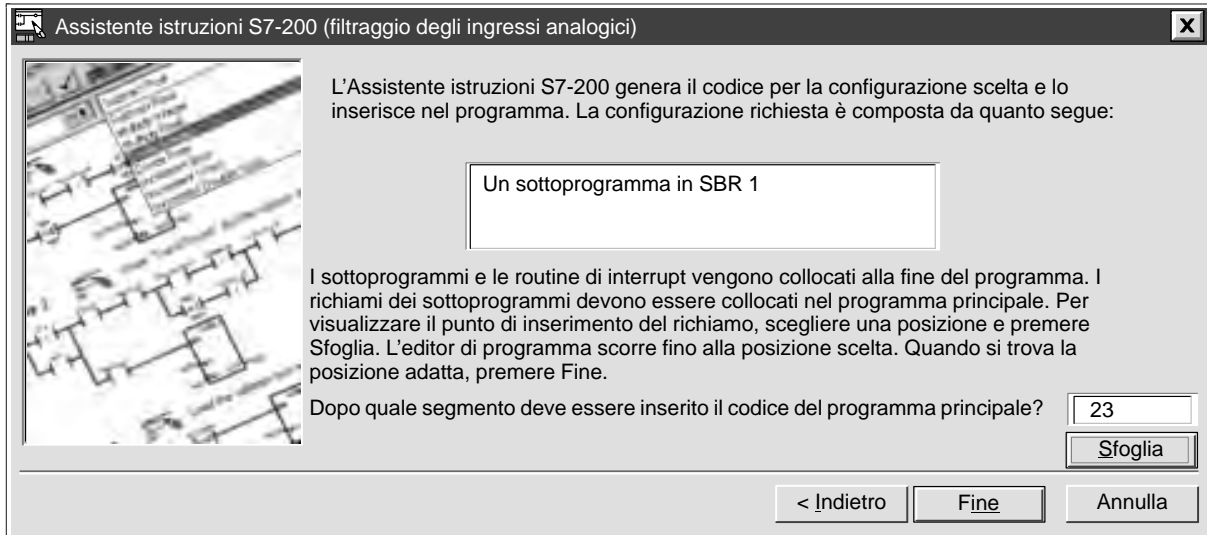 Assistente istruzioni S7-200 (filtraggio degli ingressi analogici)
X
L'Assistente istruzioni S7-200 genera il codice per la configurazione scelta e lo
inserisce nel programma. La configurazione richiesta è composta da quanto segue:
Un sottoprogramma in SBR 1
I sottoprogrammi e le routine di interrupt vengono collocati alla fine del programma. I
richiami dei sottoprogrammi devono essere collocati nel programma principale. Per
visualizzare il punto di inserimento del richiamo, scegliere una posizione e premere
Sfoglia. L'editor di programma scorre fino alla posizione scelta. Quando si trova la
posizione adatta, premere Fine.
Dopo quale segmento deve essere inserito il codice del programma principale? 23
Sfoglia
< Indietro Fine Annulla